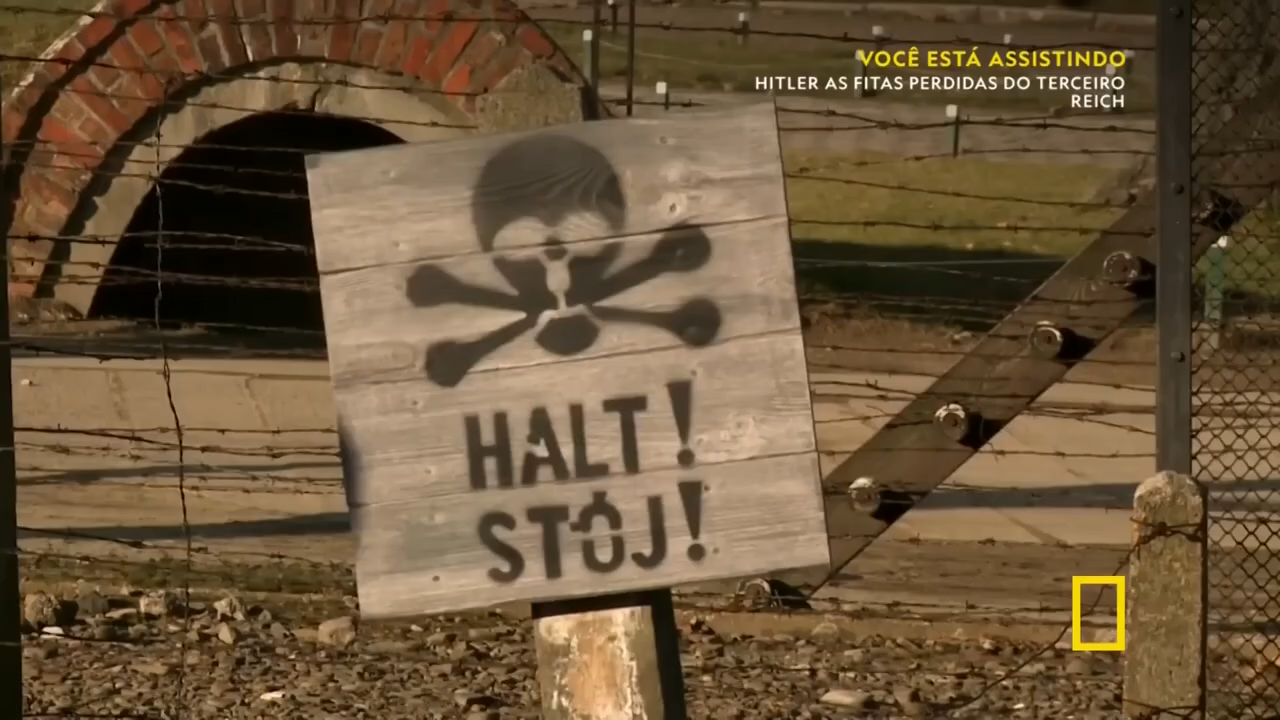 VOCÊ ESTÁ ASSISTINDO
HITLER AS FITAS PERDIDAS DO TERCEIRO
REICH
HALT!
STÓJ!